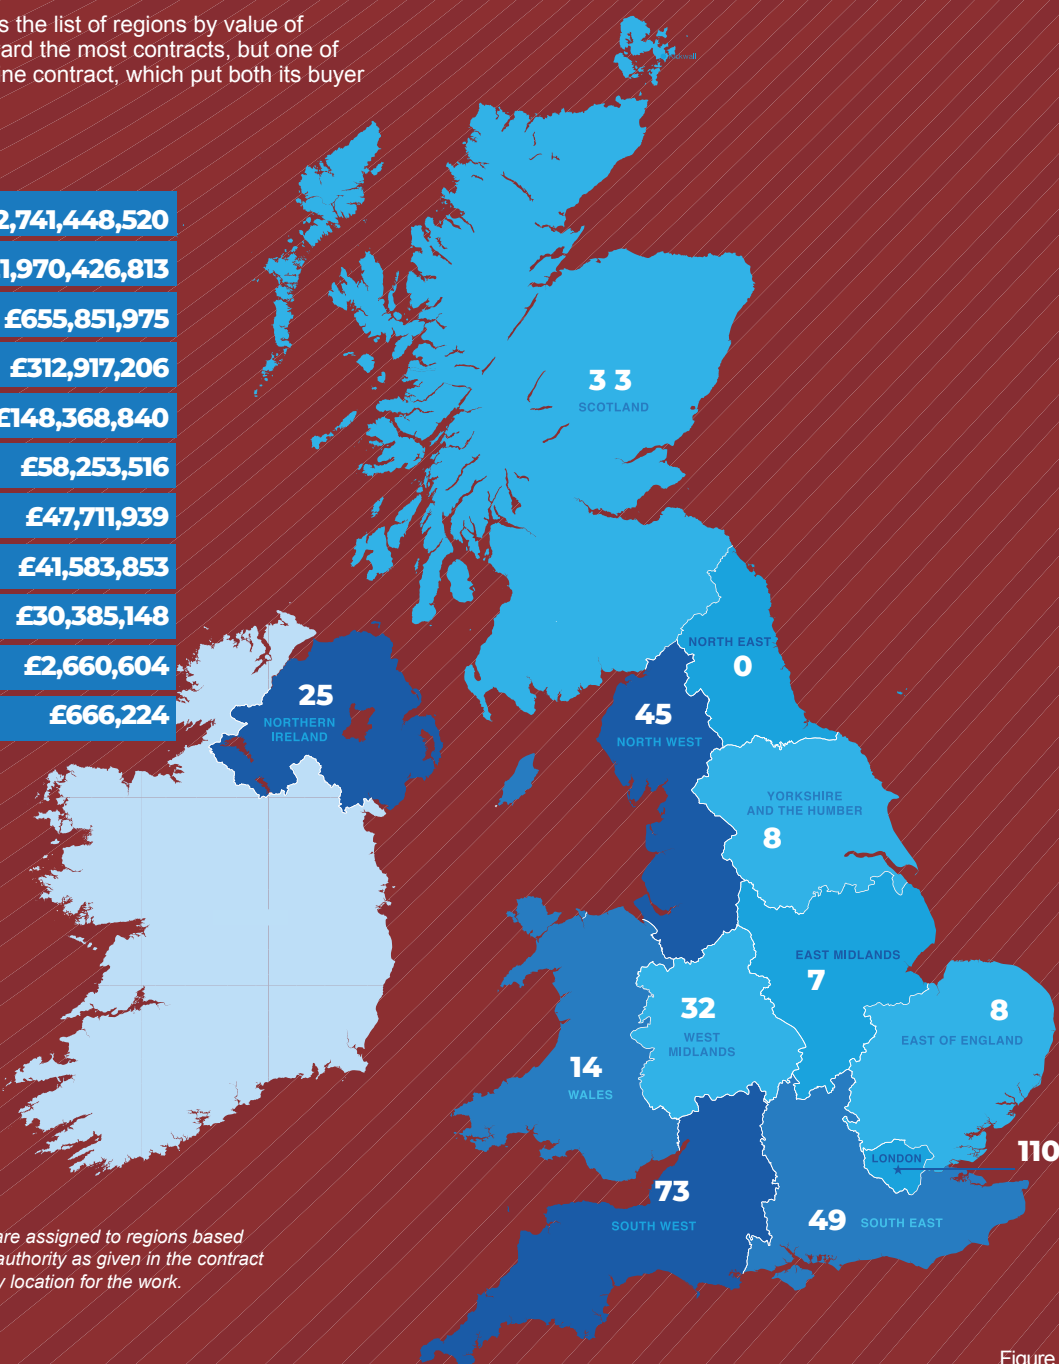 s the list of regions by value of
ard the most contracts, but one of
ne contract, which put both its buyer
2,741,448,520
1,970,426,813
£655,851,975
£312,917,206
£148,368,840
£58,253,516
£47,711,939
£41,583,853
£30,385,148
£2,660,604
£666,224
3 3
SCOTLAND
NORTH EAST
0
25
NORTHERN
IRELAND
45
NORTH WEST
YORKSHIRE
AND THE HUMBER
8
EAST MIDLANDS
7
32
WEST
MIDLANDS
8
EAST OF ENGLAND
14
WALES
LONDON
110
73
SOUTH WEST
49 SOUTH EAST
are assigned to regions based
authority as given in the contract
y location for the work.
Figure